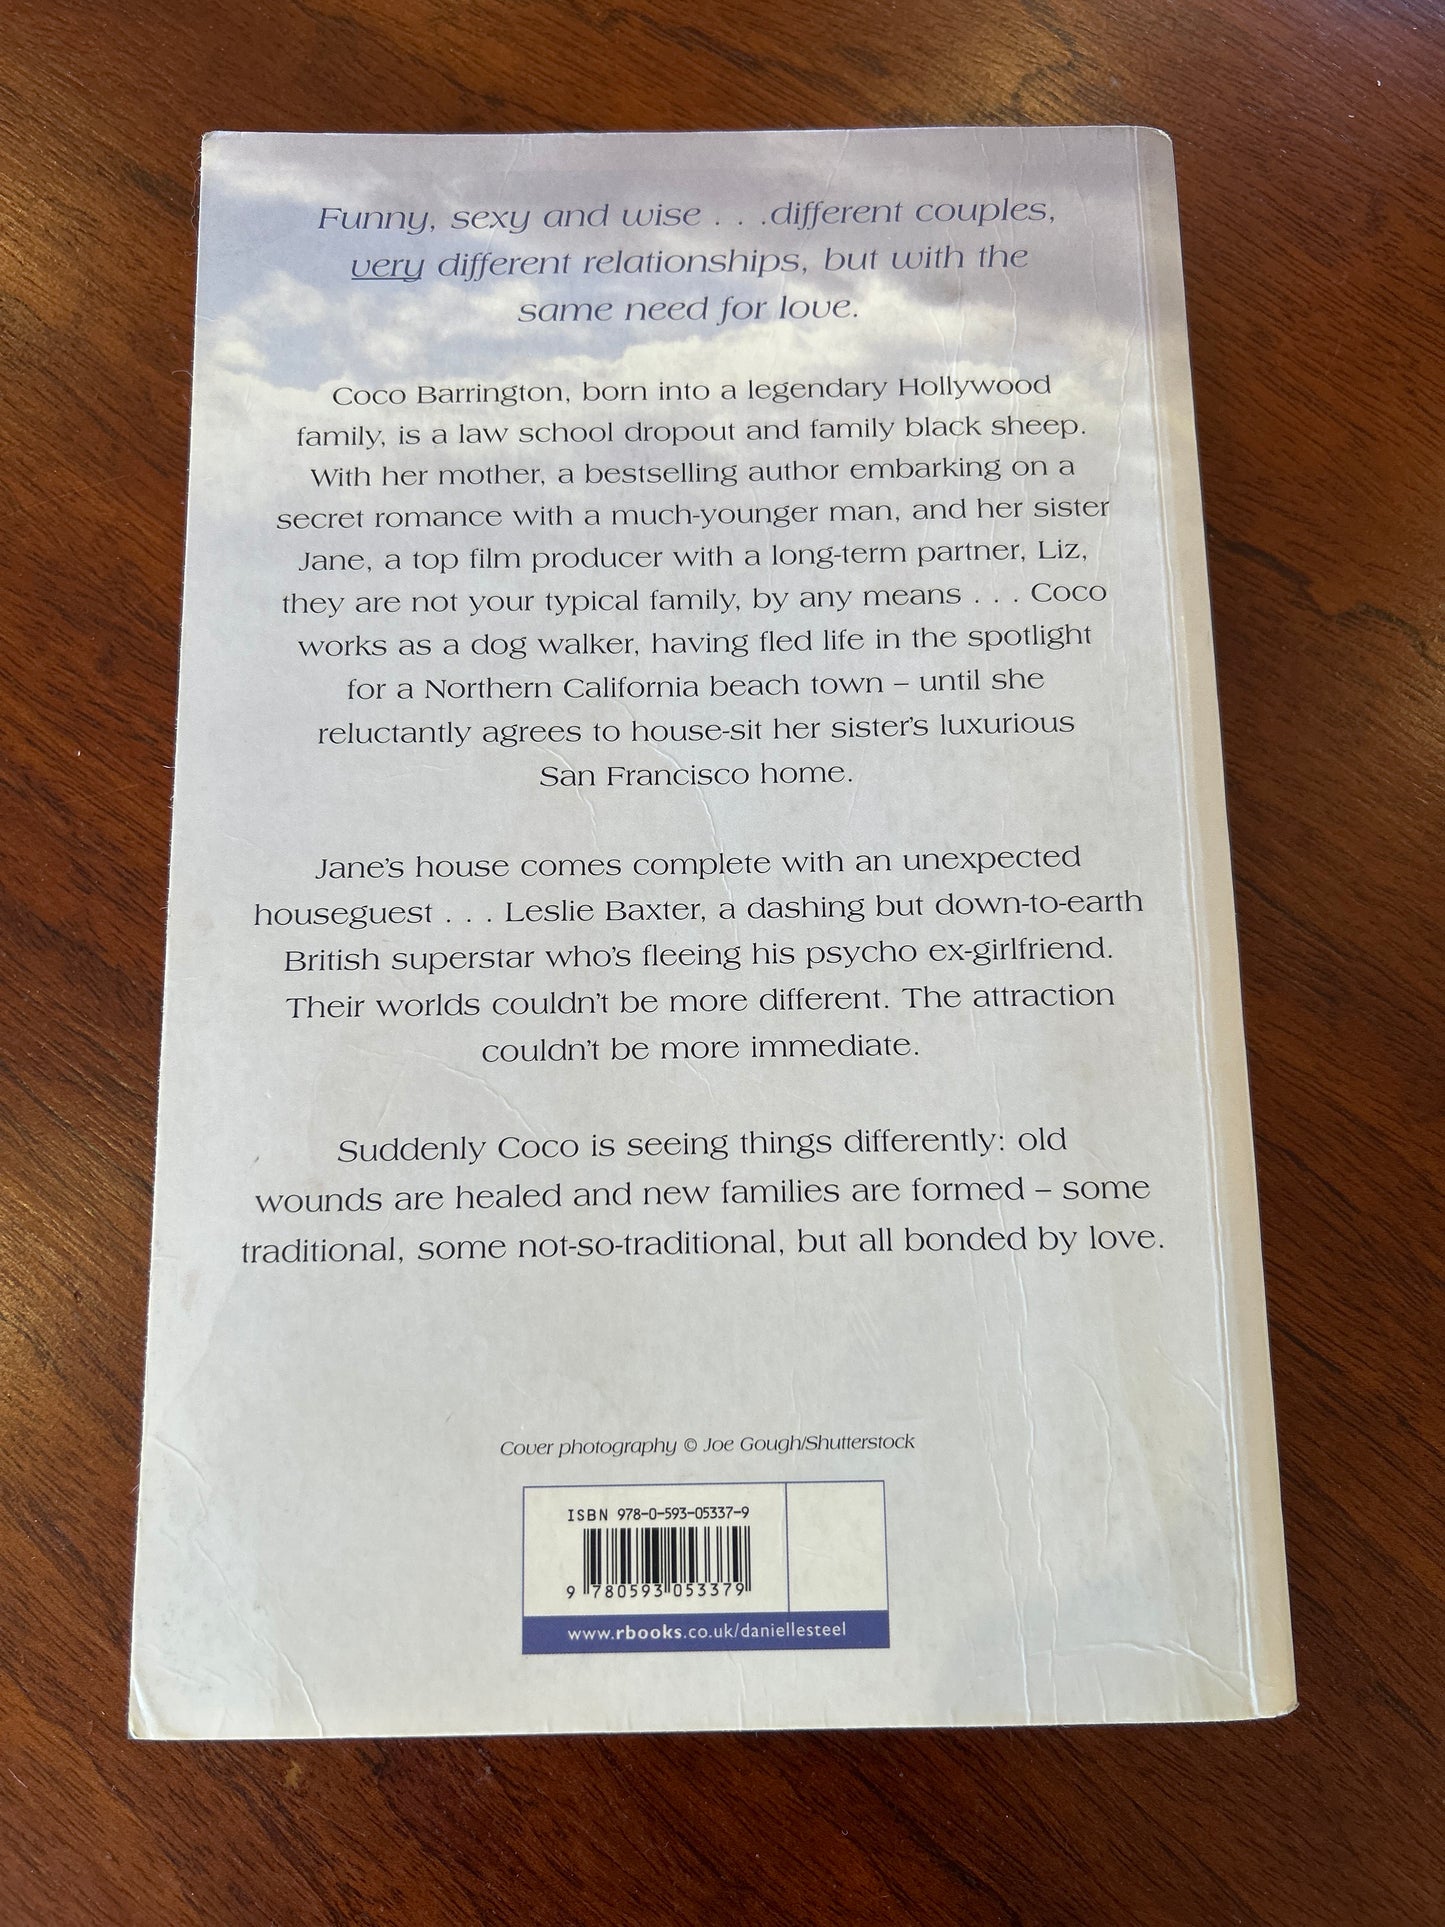 Funny, sexy and wise . . .different couples,
very different relationships, but with the
same need for love.
Coco Barrington, born into a legendary Hollywood
family, is a law school dropout and family black sheep.
With her mother, a bestselling author embarking on a
secret romance with a much-younger man, and her sister
Jane, a top film producer with a long-term partner, Liz,
they are not your typical family, by any means . . . Coco
works as a dog walker, having fled life in the spotlight
for a Northern California beach town – until she
reluctantly agrees to house-sit her sister's luxurious
San Francisco home.
Jane's house comes complete with an unexpected
houseguest . . . Leslie Baxter, a dashing but down-to-earth
British superstar who's fleeing his psycho ex-girlfriend.
Their worlds couldn't be more different. The attraction
couldn't be more immediate.
Suddenly Coco is seeing things differently: old
wounds are healed and new families are formed – some
traditional, some not-so-traditional, but all bonded by love.
Cover photography © Joe Gough/Shutterstock
ISBN 978-0-593-05337-9
9 780593 053379
www.rbooks.co.uk/daniellesteel